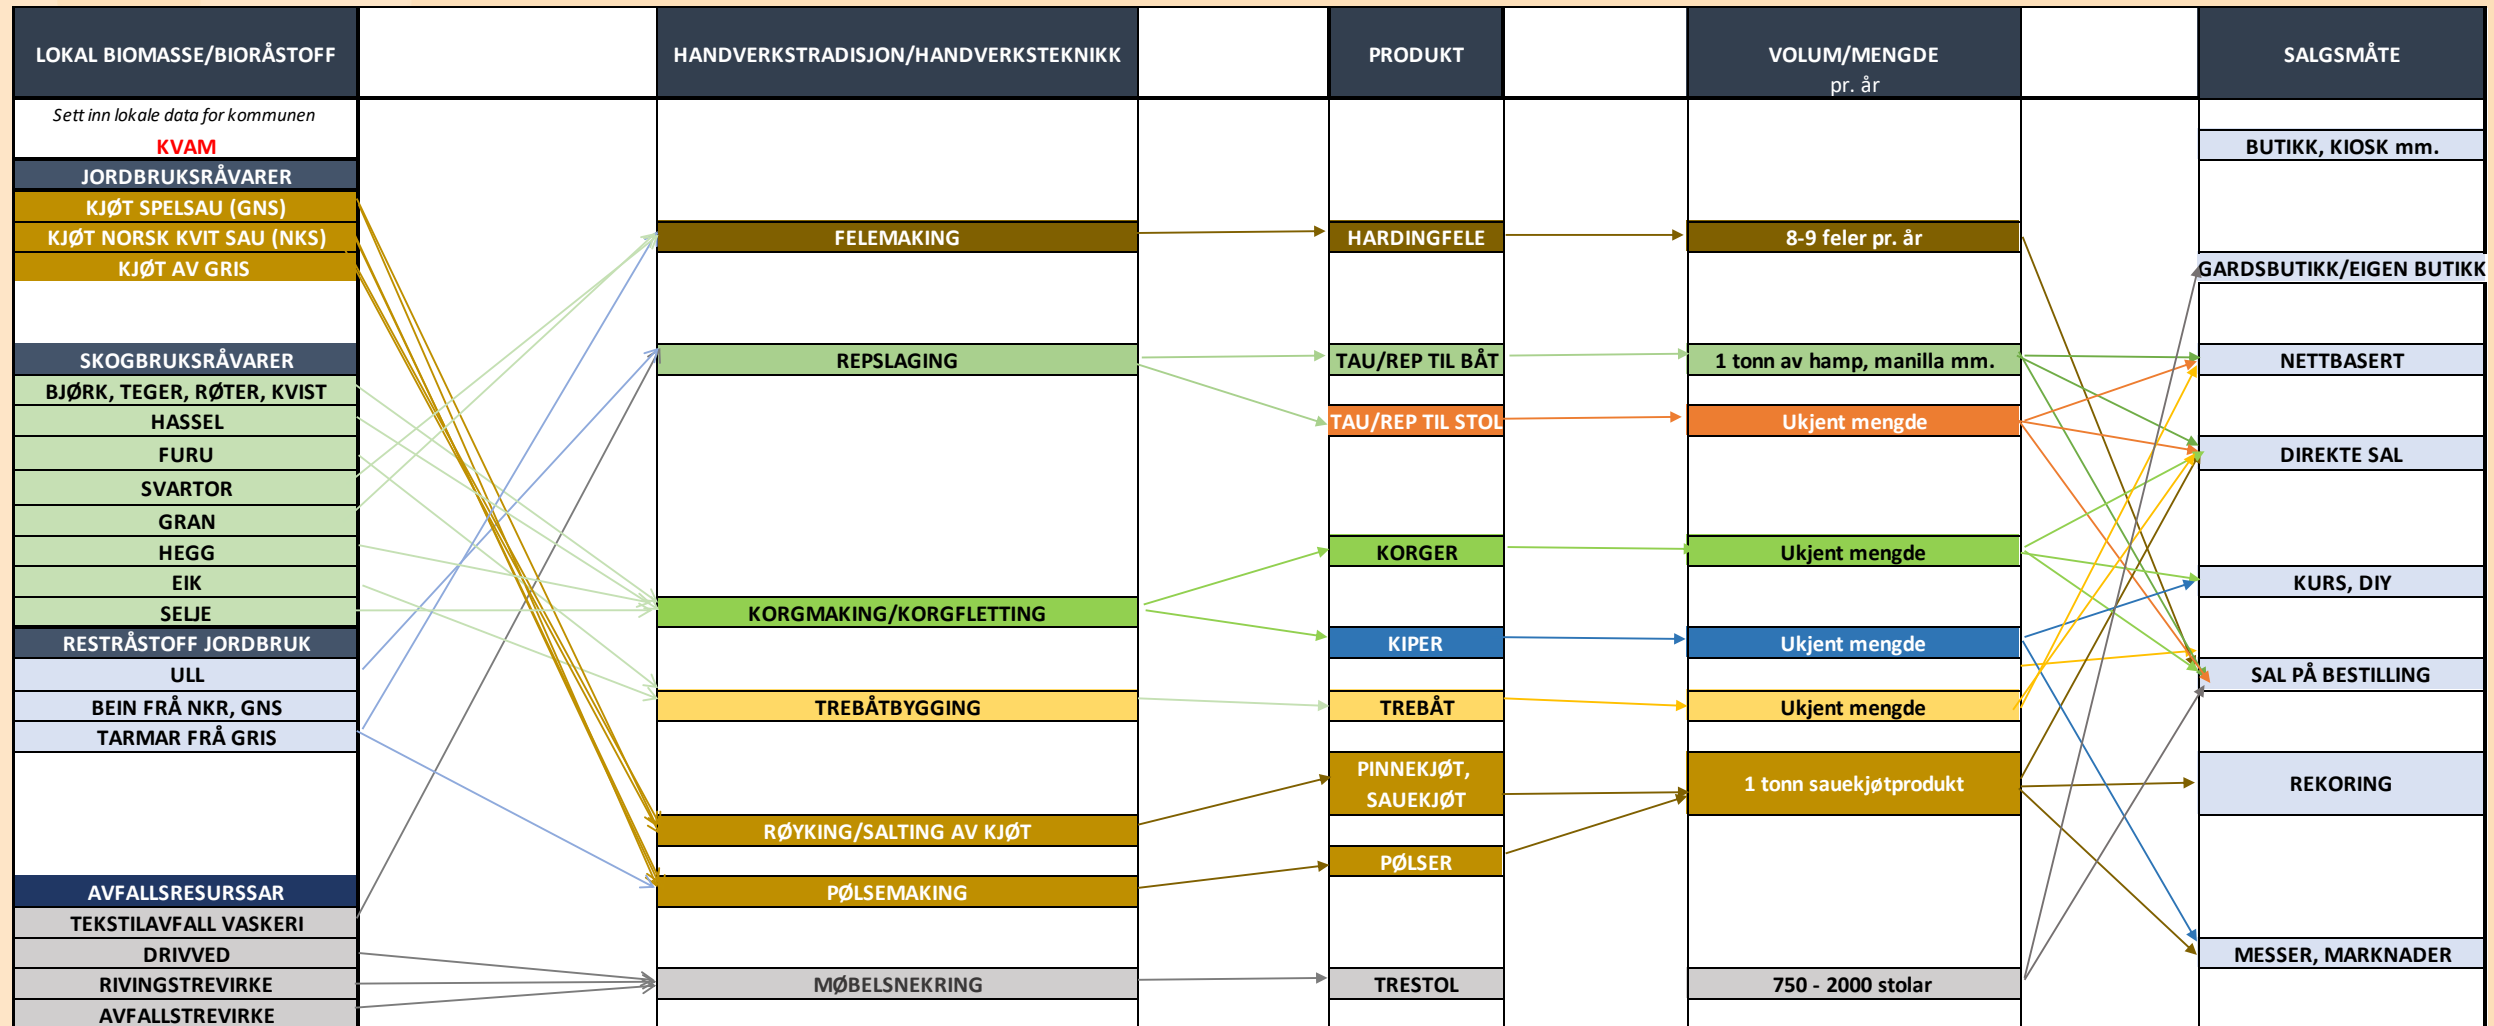 LOKAL BIOMASSE/BIORÅSTOFF
HANDVERKSTRADISJON/HANDVERKSTEKNIKK
PRODUKT
VOLUM/MENGDE
pr. år
SALGSMÅTE
Sett inn lokale data for kommunen
KVAM
BUTIKK, KIOSK mm.
JORDBRUKSRÅVARER
KJØT SPELSAU (GNS)
KJØT NORSK KVIT SAU (NKS)
FELEMAKING
HARDINGFELE
8-9 feler pr. år
KJØT AV GRIS
GARDSBUTIKK/EIGEN BUTIKK
SKOGBRUKSRÅVARER
REPSLAGING
TAU/REP TIL BÅT
1 tonn av hamp, manilla mm.
NETTBASERT
BJØRK, TEGER, RØTER, KVIST
HASSEL
TAU/REP TIL STOL
Ukjent mengde
FURU
DIREKTE SAL
SVARTOR
GRAN
HEGG
KORGER
Ukjent mengde
EIK
KURS, DIY
SELJE
KORGMAKING/KORGFLETTING
RESTRÅSTOFF JORDBRUK
KIPER
Ukjent mengde
ULL
SAL PÅ BESTILLING
BEIN FRÅ NKR, GNS
TREBÅTBYGGING
TREBÅT
Ukjent mengde
TARMAR FRÅ GRIS
PINNEKJØT,
SAUEKJØT
1 tonn sauekjøtprodukt
REKORING
RØYKING/SALTING AV KJØT
PØLSER
AVFALLSRESURSSAR
PØLSEMAKING
TEKSTILAVFALL VASKERI
DRIVVED
MESSER, MARKNADER
RIVINGSTREVIRKE
MØBELSNEKRING
TRESTOL
750 - 2000 stolar
AVFALLSTREVIRKE